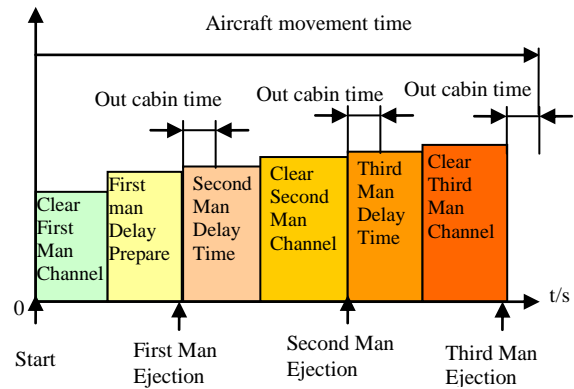 Aircraft movement time
Out cabin time
Out cabin time
Out cabin time
Clear
First
Man
Channel
First
man
Delay
Prepare
Second
Man
Delay
Time
Clear
Second
Man
Channel
Third
Man
Delay
Time
Clear
Third
Man
Channel
0
t/s
Start
First Man
Ejection
Second Man
Ejection
Third Man
Ejection